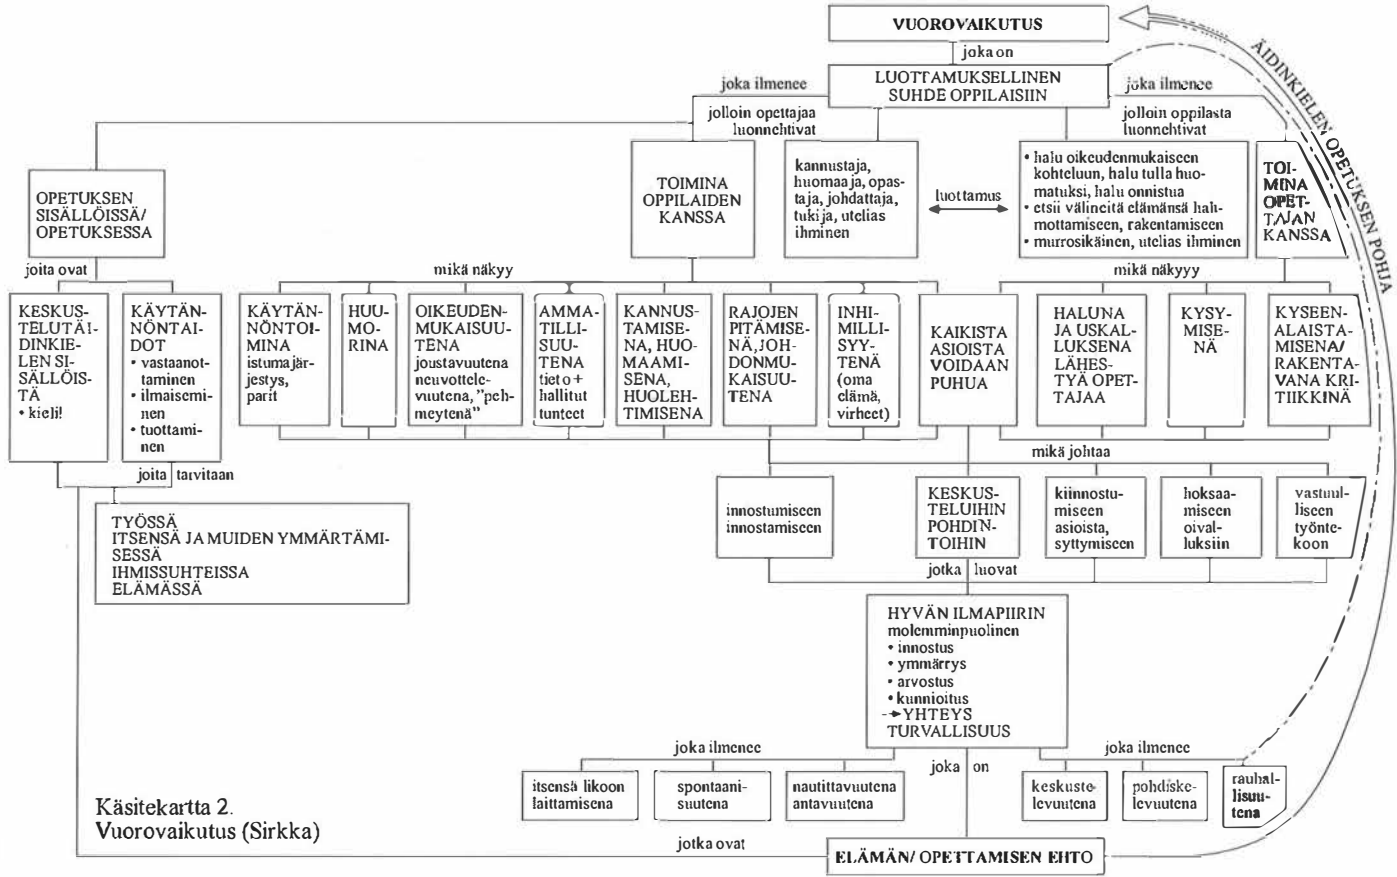 VUOROVAIKUTUS
joka on
LUOTTAMUKSELLINEN
SUHDE OPPILAISIIN
joka ilmenee
joka ilmenee
jolloin opettajaa
luonnehtivat
jolloin oppilasta
luonnehtivat
ÄIDINKIELEN OPETUKSEN POHJA
OPETUKSEN
SISÄLLÖISSÄ/
OPETUKSESSA
TOIMINA
OPPILAIDEN
KANSSA
kannustaja,
huomaaja, opas-
taja, johdattaja,
tukija, utelias
ihminen
luottamus
• halu oikeudenmukaiseen
kohteluun, halu tulla huo-
matuksi, halu onnistua
• etsii välineitä elämänsä hah-
mottamiseen, rakentamiseen
• murrosikäinen, utelias ihminen
TOI-
MINA
OPET-
TAJAN
KANSSA
joita ovat
mikä näkyy
mikä näkyyy
KESKUS-
TELUTÄI-
DINKIELEN SI-
SÄLLÖIS-
TÄ
• kieli!
KÄYTÄN-
NÖNTAI-
DOT
• vastaanot-
taminen
• ilmaisemi-
nen
• tuottami-
nen
KÄYTÄN-
NÖNTOI-
MINA
istumajär-
jestys,
parit
HUU-
MO-
RINA
OIKEUDEN-
MUKAISUU-
TENA
joustavuutena
neuvottele-
vuutena, "peh-
meytenä"
AMMA-
TILLI-
SUU-
TENA
tieto +
hallitut
tunteet
KANNUS-
TAMISE-
NA, HUO-
MAAMI-
SENA,
HUOLEH-
TIMISENA
RAJOJEN
PITÄMISE-
NÄ, JOH-
DONMU-
KAISUU-
TENA
INHI-
MILLI-
SYY-
TENÄ
(oma
elämä,
virheet)
KAIKISTA
ASIOISTA
VOIDAAN
PUHUA
HALUNA
JA USKAL-
LUKSENA
LÄHES-
TYÄ OPET-
TAJAA
KYSY-
MISE-
NÄ
KYSEEN-
ALAISTA-
MISENA/
RAKENTA-
VANA KRI-
TIIKKINÄ
mikä johtaa
joita tarvitaan
TYÖSSÄ
ITSENSÄ JA MUIDEN YMMÄRTÄMI-
SESSÄ
IHMISSUHTEISSA
ELÄMÄSSÄ
innostumiseen
innostamiseen
KESKUS-
TELUIHIN
POHDIN-
TOIHIN
kiinnostu-
miseen
asioista,
syttymiseen
hoksaa-
miseen
oival-
luksiin
vastuul-
liseen
työnte-
koon
jotka luovat
HYVÄN ILMAPIIRIN
molemminpuolinen
• innostus
• ymmärrys
• arvostus
• kunnioitus
→ YHTEYS
TURVALLISUUS
joka ilmenee
joka on
joka ilmenee
itsensä likoon
laittamisena
spontaani-
suutena
nautittavuutena
antavuutena
keskuste-
levuutena
pohdiske-
levuutena
rauhal-
lisuu-
tena
Käsitekartta 2.
Vuorovaikutus (Sirkka)
jotka ovat
ELÄMÄN/ OPETTAMISEN EHTO